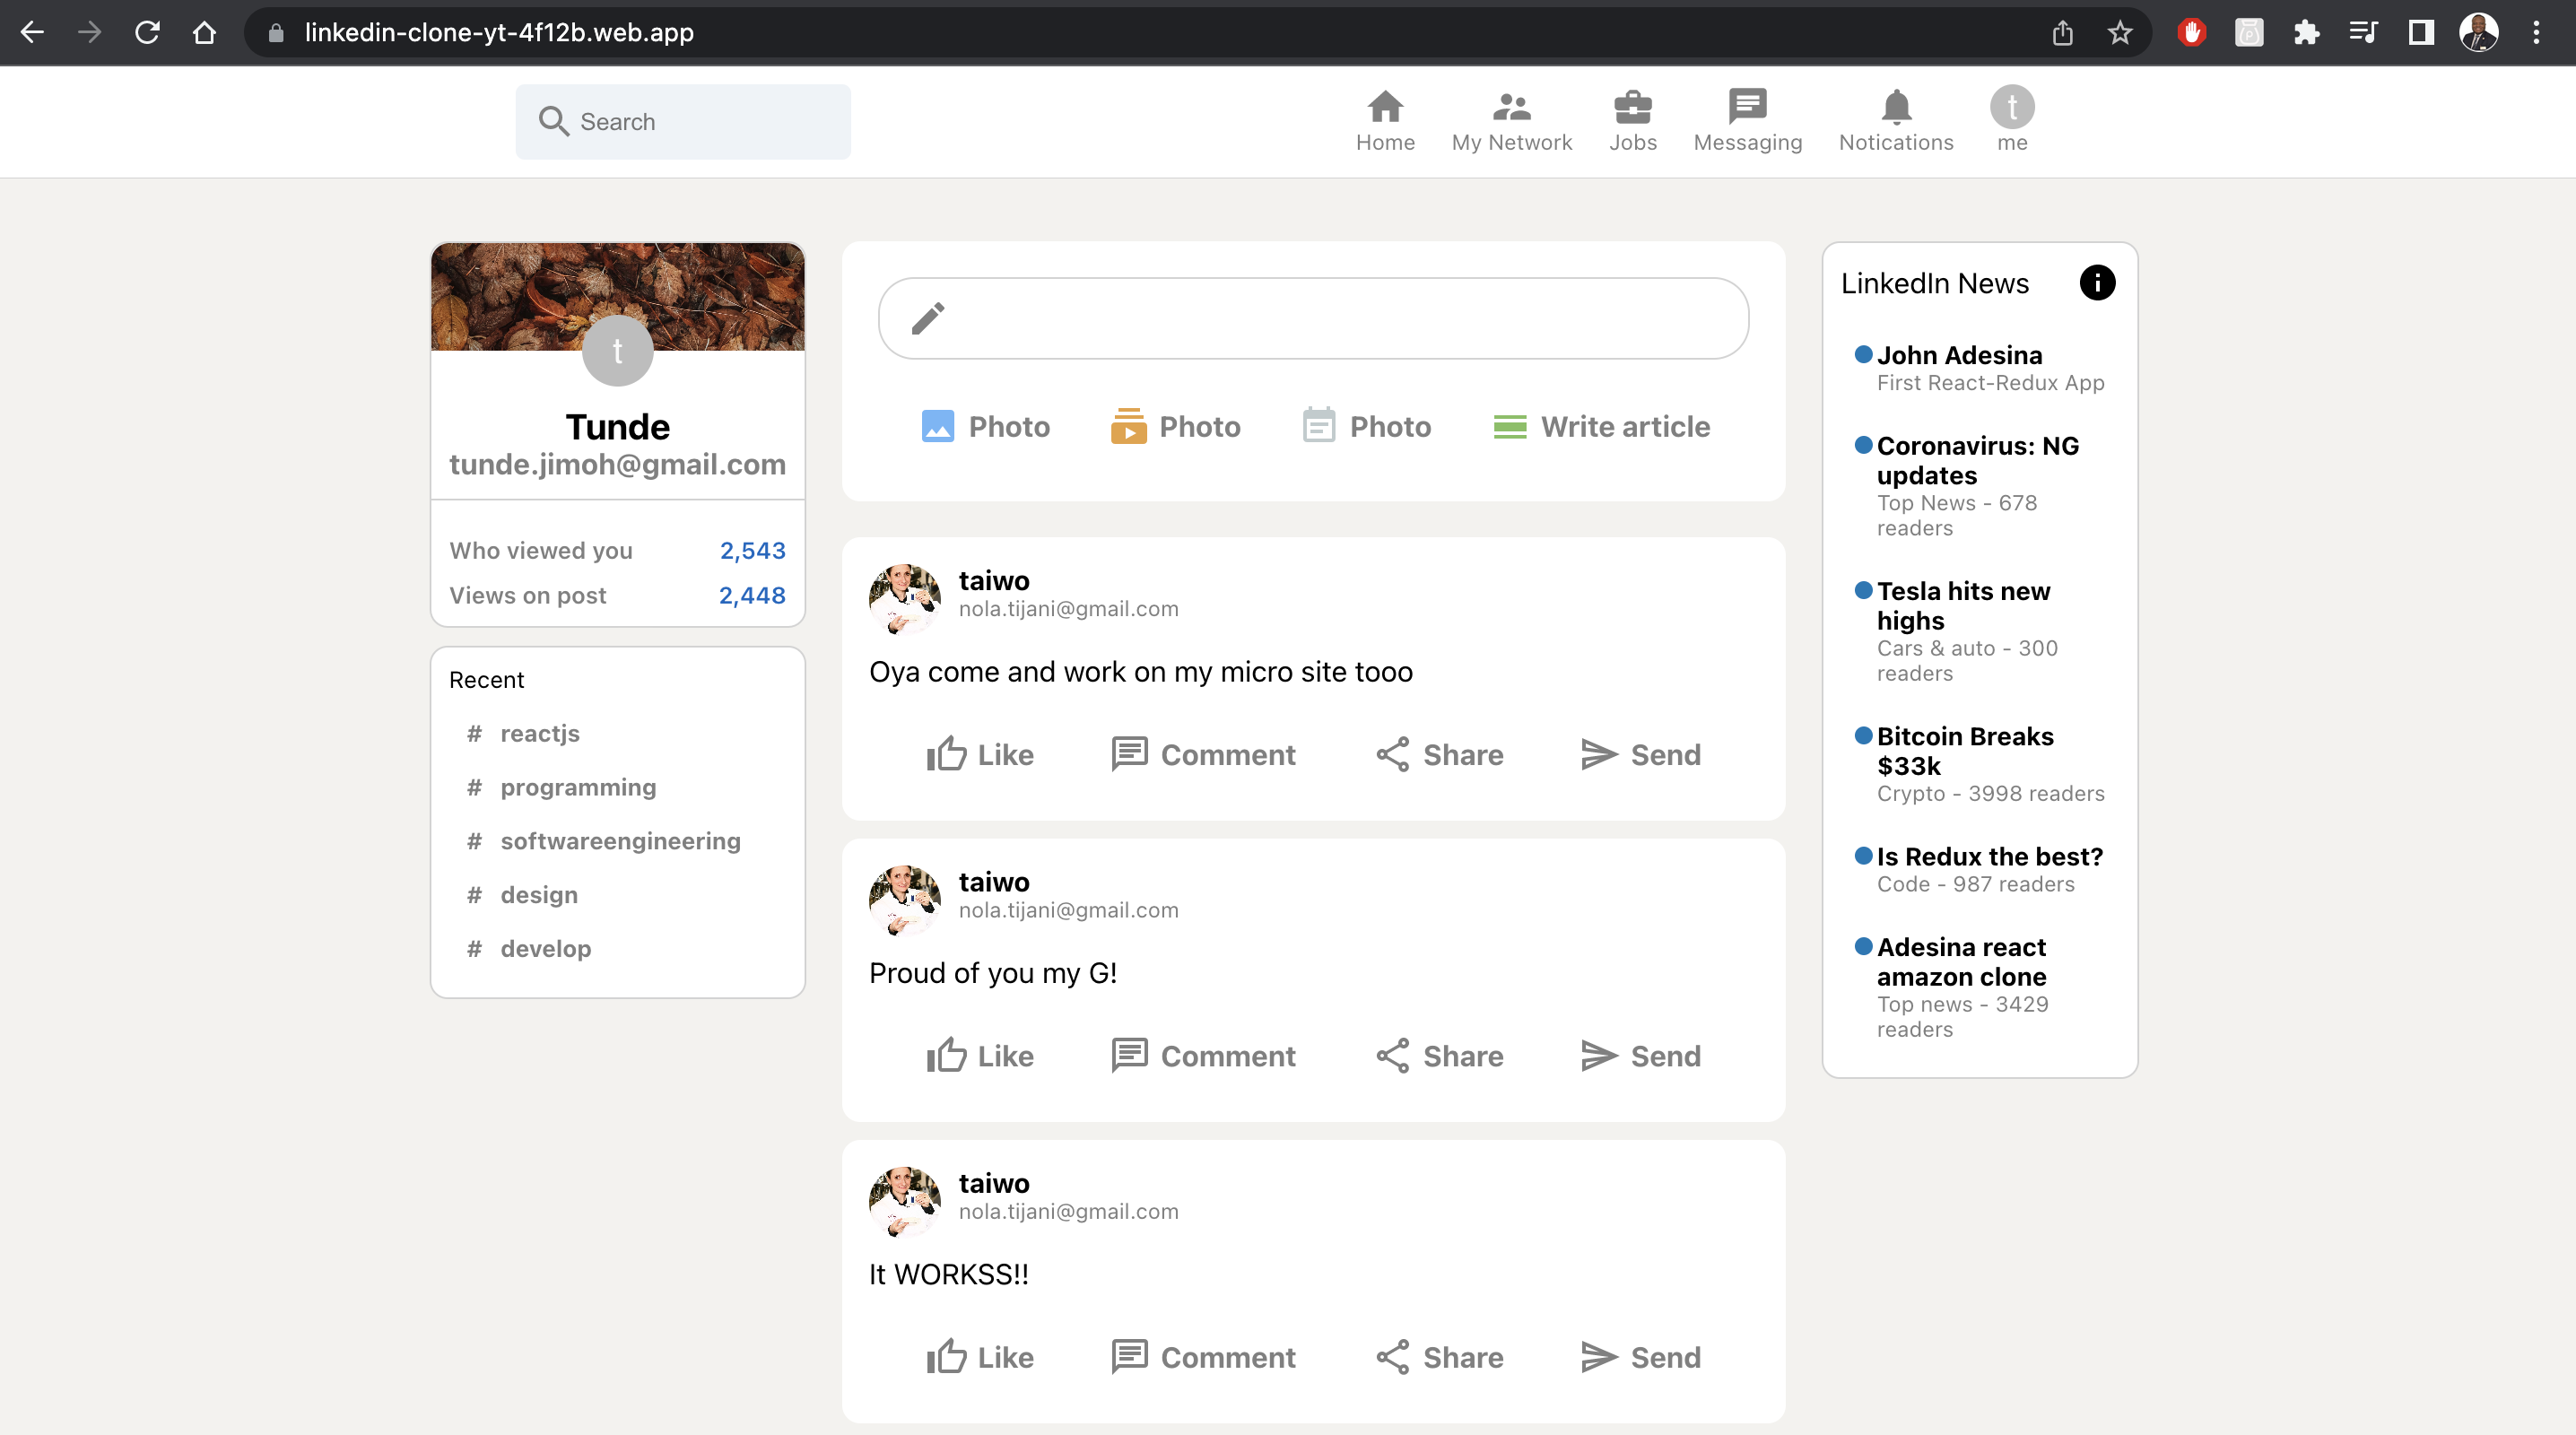 linkedin-clone-yt-4f12b.web.app
Search
Home
My Network
Jobs
Messaging
Notications
t
me
t
Tunde
tunde.jimoh@gmail.com
Who viewed you 2,543
Views on post 2,448
Recent
# reactjs
# programming
# softwareengineering
# design
# develop
Photo
Photo
Photo
Write article
taiwo
nola.tijani@gmail.com
Oya come and work on my micro site tooo
Like Comment Share Send
taiwo
nola.tijani@gmail.com
Proud of you my G!
Like Comment Share Send
taiwo
nola.tijani@gmail.com
It WORKSS!!
Like Comment Share Send
LinkedIn News
John Adesina
First React-Redux App
Coronavirus: NG
updates
Top News - 678
readers
Tesla hits new
highs
Cars & auto - 300
readers
Bitcoin Breaks
$33k
Crypto - 3998 readers
Is Redux the best?
Code - 987 readers
Adesina react
amazon clone
Top news - 3429
readers